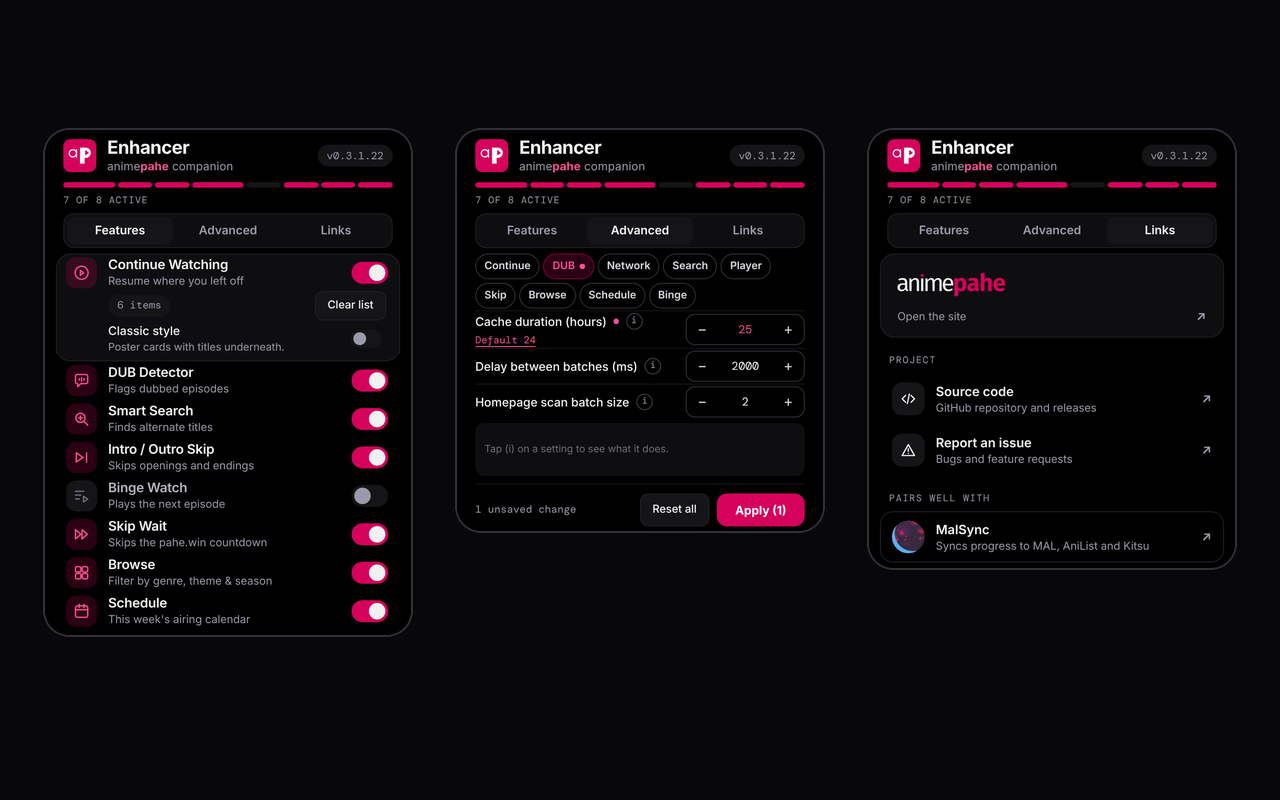 aP
Enhancer
animepahe companion
v0.3.1.22
7 OF 8 ACTIVE
Features
Advanced
Links
Continue Watching
Resume where you left off
6 items
Clear list
Classic style
Poster cards with titles underneath.
DUB Detector
Flags dubbed episodes
Smart Search
Finds alternate titles
Intro / Outro Skip
Skips openings and endings
Binge Watch
Plays the next episode
Skip Wait
Skips the pahe.win countdown
Browse
Filter by genre, theme & season
Schedule
This week's airing calendar
aP
Enhancer
animepahe companion
v0.3.1.22
7 OF 8 ACTIVE
Features
Advanced
Links
Continue
DUB
Network
Search
Player
Skip
Browse
Schedule
Binge
Cache duration (hours)
i
Default 24
− 25 +
Delay between batches (ms)
i
− 2000 +
Homepage scan batch size
i
− 2 +
Tap (i) on a setting to see what it does.
1 unsaved change
Reset all
Apply (1)
aP
Enhancer
animepahe companion
v0.3.1.22
7 OF 8 ACTIVE
Features
Advanced
Links
animepahe
Open the site
PROJECT
Source code
GitHub repository and releases
Report an issue
Bugs and feature requests
PAIRS WELL WITH
MalSync
Syncs progress to MAL, AniList and Kitsu